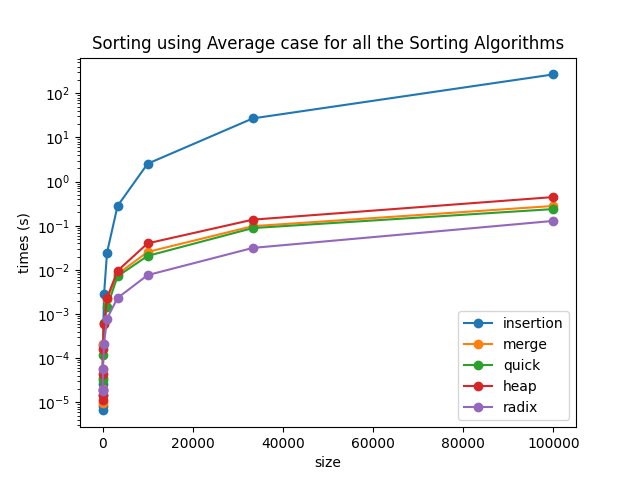 Sorting using Average case for all the Sorting Algorithms
times (s)
10²
10¹
10⁰
10⁻¹
10⁻²
10⁻³
10⁻⁴
10⁻⁵
insertion
merge
quick
heap
radix
0 20000 40000 60000 80000 100000
size